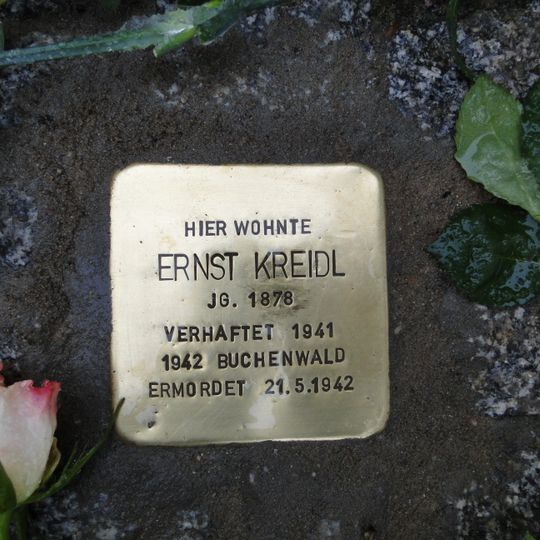 HIER WOHNTE
ERNST KREIDL
JG. 1878
VERHAFTET 1941
1942 BUCHENWALD
ERMORDET 21.5.1942